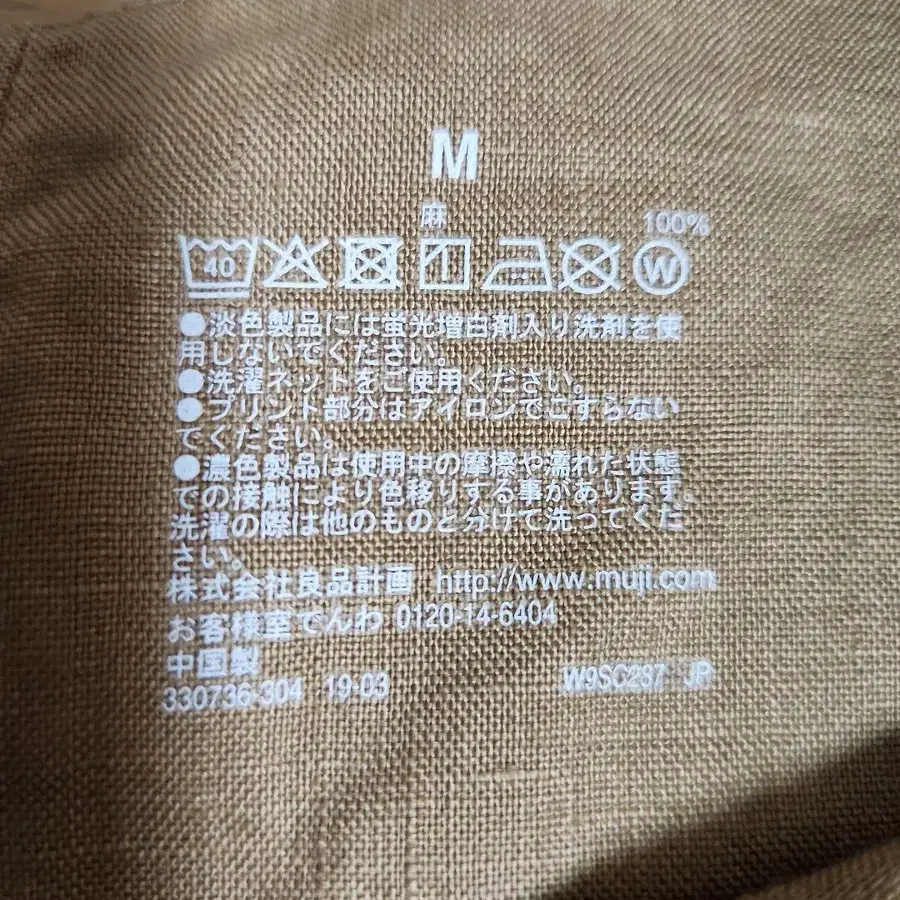 M
麻 100%
40 W
●淡色製品には蛍光増白剤入り洗剤を使
用しないでください。
●洗濯ネットをご使用ください。
●プリント部分はアイロンでこすらない
でください。
●濃色製品は使用中の摩擦や濡れた状態
での接触により色移りする事があります。
洗濯の際は他のものと分けて洗ってくだ
さい。
株式会社良品計画 http://www.muji.com
お客様室でんわ 0120-14-6404
中国製
330736-304 19-03 W9SC237 JP